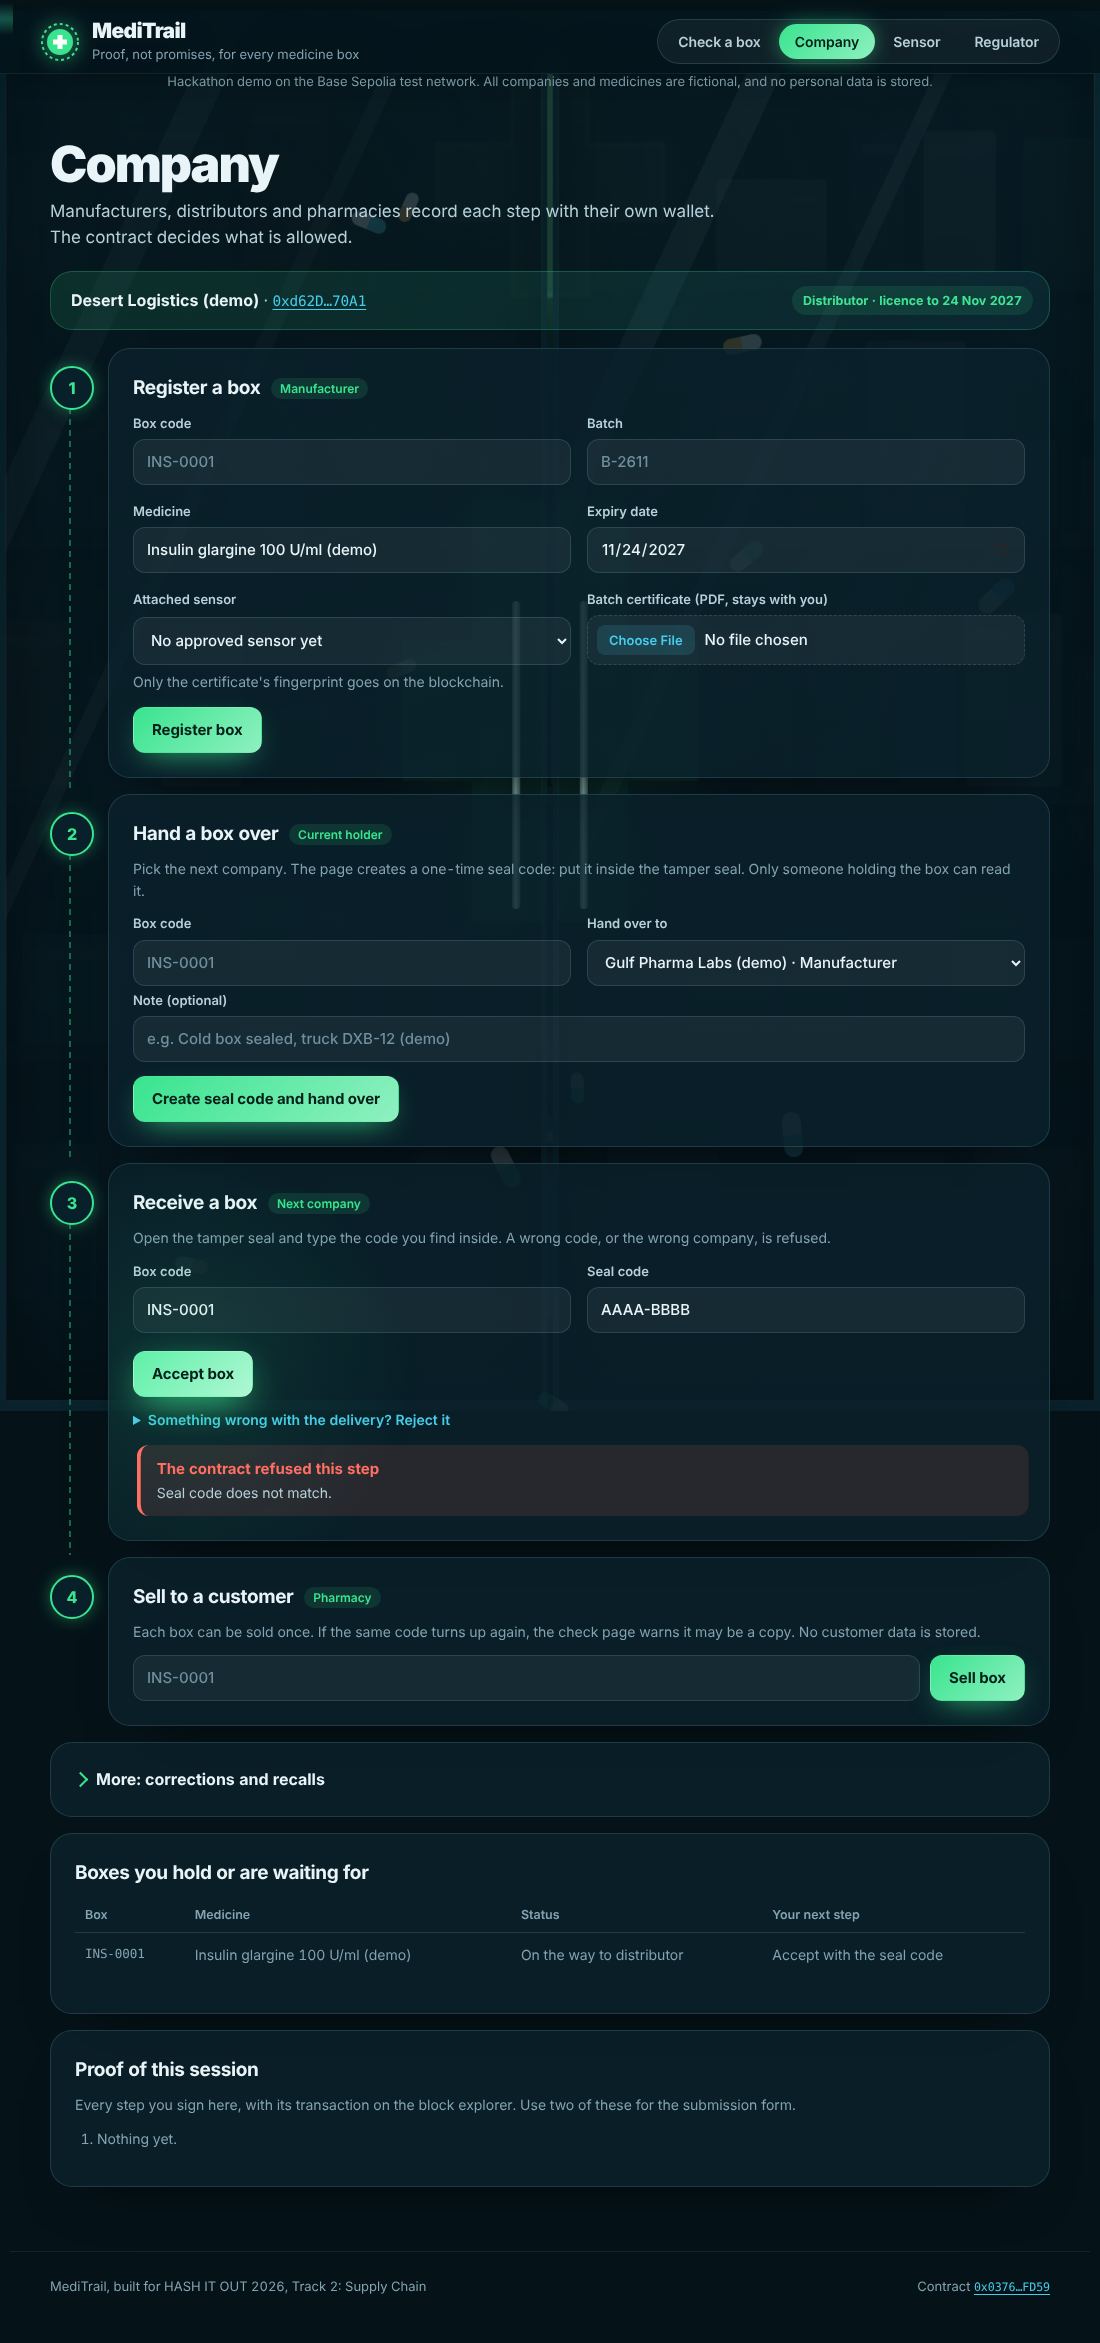 MediTrail
Proof, not promises, for every medicine box
Check a box
Company
Sensor
Regulator
Hackathon demo on the Base Sepolia test network. All companies and medicines are fictional, and no personal data is stored.
Company
Manufacturers, distributors and pharmacies record each step with their own wallet.
The contract decides what is allowed.
Desert Logistics (demo) · 0xd62D…70A1
Distributor · licence to 24 Nov 2027
1
Register a box
Manufacturer
Box code
Batch
INS-0001
B-2611
Medicine
Expiry date
Insulin glargine 100 U/ml (demo)
11/24/2027
Attached sensor
Batch certificate (PDF, stays with you)
No approved sensor yet
Choose File
No file chosen
Only the certificate's fingerprint goes on the blockchain.
Register box
2
Hand a box over
Current holder
Pick the next company. The page creates a one-time seal code: put it inside the tamper seal. Only someone holding the box can read
it.
Box code
Hand over to
INS-0001
Gulf Pharma Labs (demo) · Manufacturer
Note (optional)
e.g. Cold box sealed, truck DXB-12 (demo)
Create seal code and hand over
3
Receive a box
Next company
Open the tamper seal and type the code you find inside. A wrong code, or the wrong company, is refused.
Box code
Seal code
INS-0001
AAAA-BBBB
Accept box
Something wrong with the delivery? Reject it
The contract refused this step
Seal code does not match.
4
Sell to a customer
Pharmacy
Each box can be sold once. If the same code turns up again, the check page warns it may be a copy. No customer data is stored.
INS-0001
Sell box
More: corrections and recalls
Boxes you hold or are waiting for
Box
Medicine
Status
Your next step
INS-0001
Insulin glargine 100 U/ml (demo)
On the way to distributor
Accept with the seal code
Proof of this session
Every step you sign here, with its transaction on the block explorer. Use two of these for the submission form.
1. Nothing yet.
MediTrail, built for HASH IT OUT 2026, Track 2: Supply Chain
Contract 0x0376…FD59